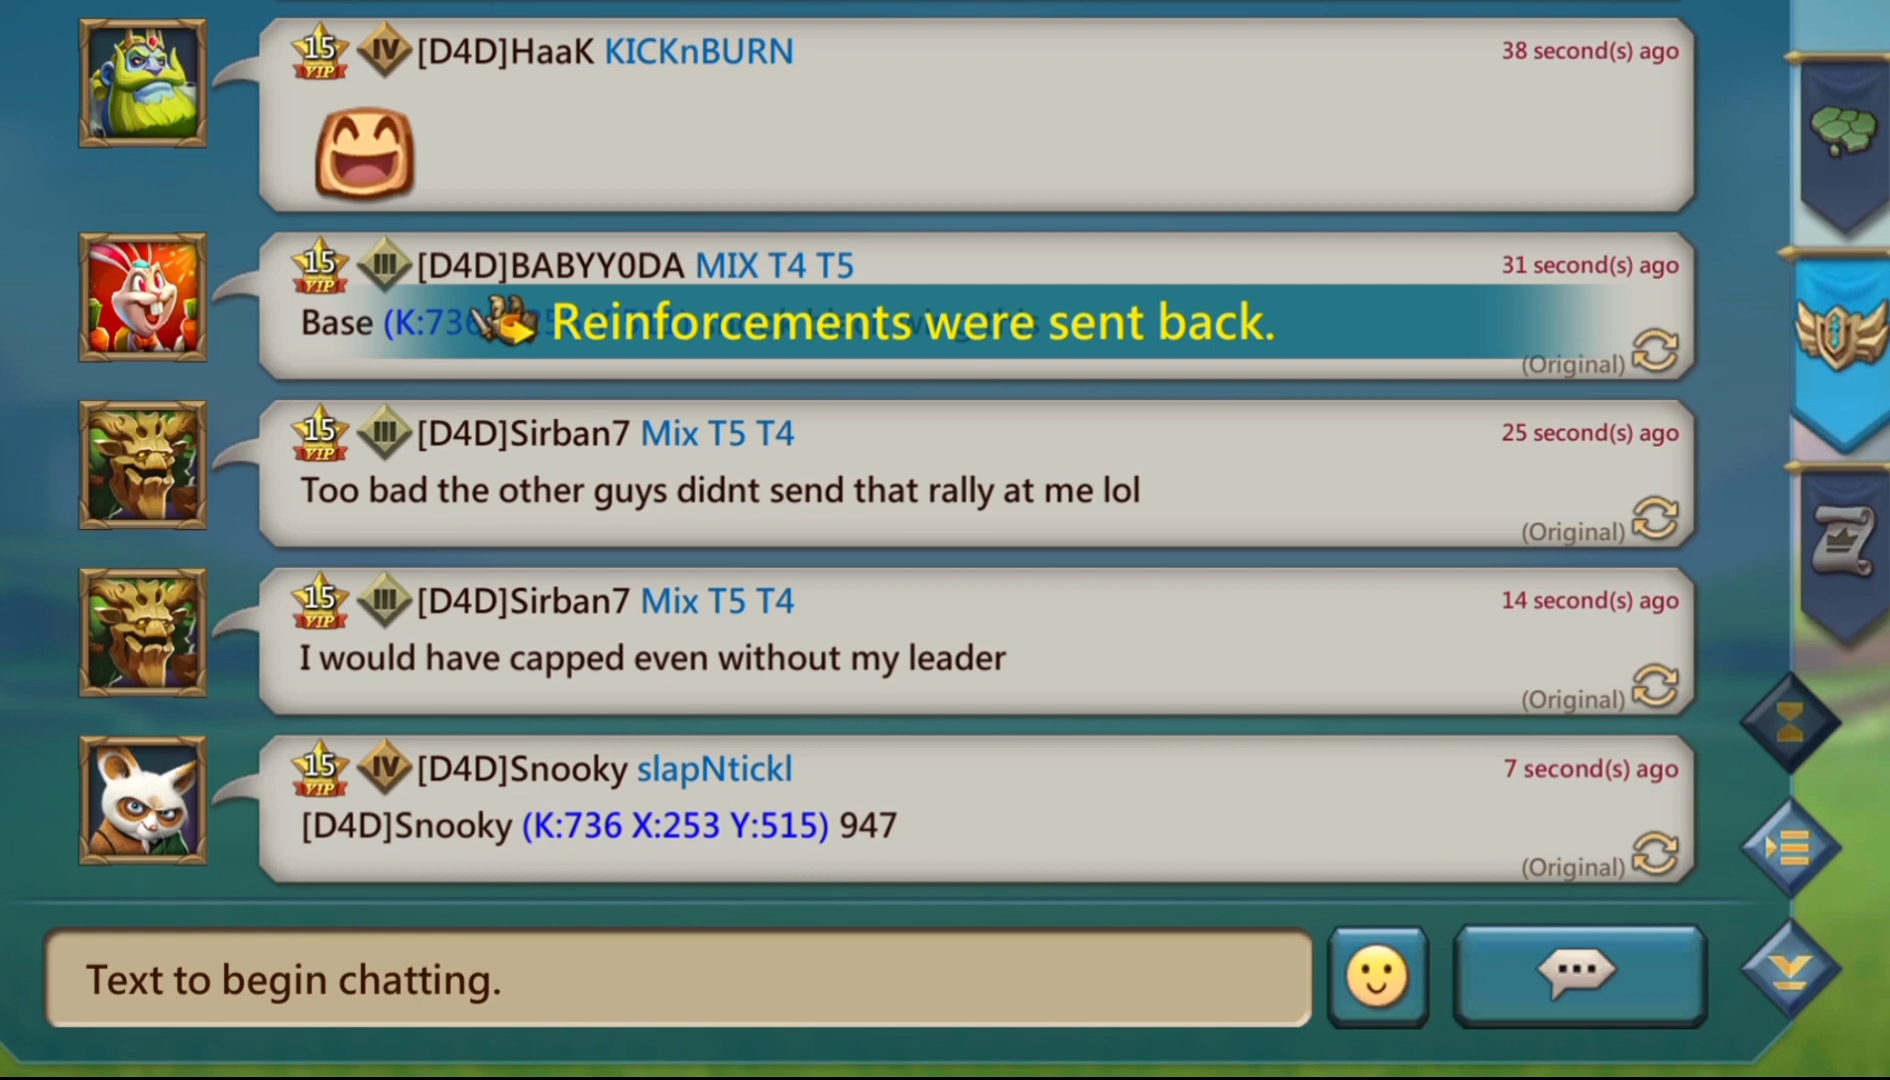 15 VIP IV [D4D]HaaK KICKnBURN 38 second(s) ago
15 VIP III [D4D]BABYY0DA MIX T4 T5 31 second(s) ago
Base (K:736
Reinforcements were sent back.
(Original)
15 VIP III [D4D]Sirban7 Mix T5 T4 25 second(s) ago
Too bad the other guys didnt send that rally at me lol
(Original)
15 VIP III [D4D]Sirban7 Mix T5 T4 14 second(s) ago
I would have capped even without my leader
(Original)
15 VIP IV [D4D]Snooky slapNtickl 7 second(s) ago
[D4D]Snooky (K:736 X:253 Y:515) 947
(Original)
Text to begin chatting.